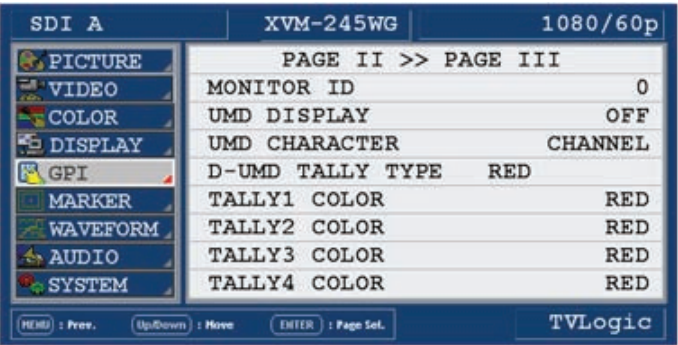 SDI A XVM-245WG 1080/60p
PICTURE
VIDEO
COLOR
DISPLAY
GPI
MARKER
WAVEFORM
AUDIO
SYSTEM
PAGE II >> PAGE III
MONITOR ID 0
UMD DISPLAY OFF
UMD CHARACTER CHANNEL
D-UMD TALLY TYPE RED
TALLY1 COLOR RED
TALLY2 COLOR RED
TALLY3 COLOR RED
TALLY4 COLOR RED
MENU : Prev. Up/Down : Move ENTER : Page Sel. TVLogic